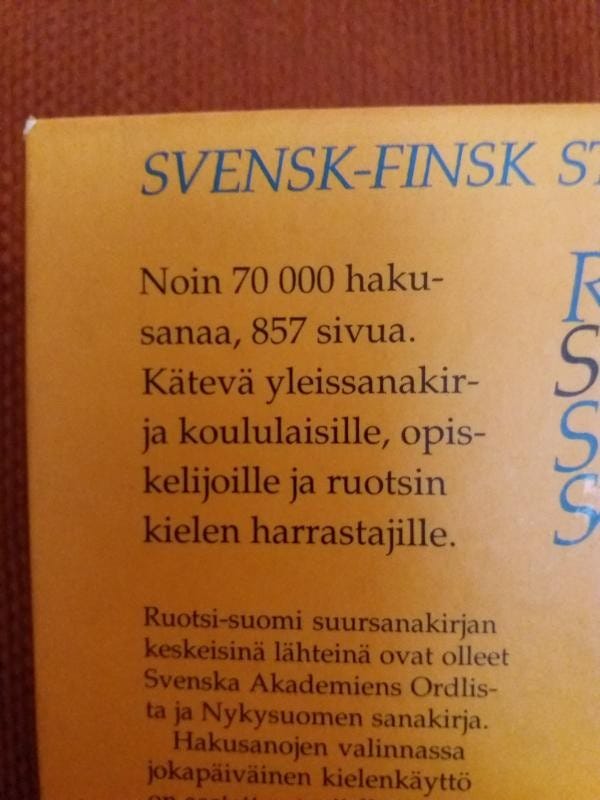 SVENSK-FINSK
Noin 70 000 haku-
sanaa, 857 sivua.
Kätevä yleissanakir-
ja koululaisille, opis-
kelijoille ja ruotsin
kielen harrastajille.
Ruotsi-suomi suursanakirjan
keskeisinä lähteinä ovat olleet
Svenska Akademiens Ordlis-
ta ja Nykysuomen sanakirja.
Hakusanojen valinnassa
jokapäiväinen kielenkäyttö